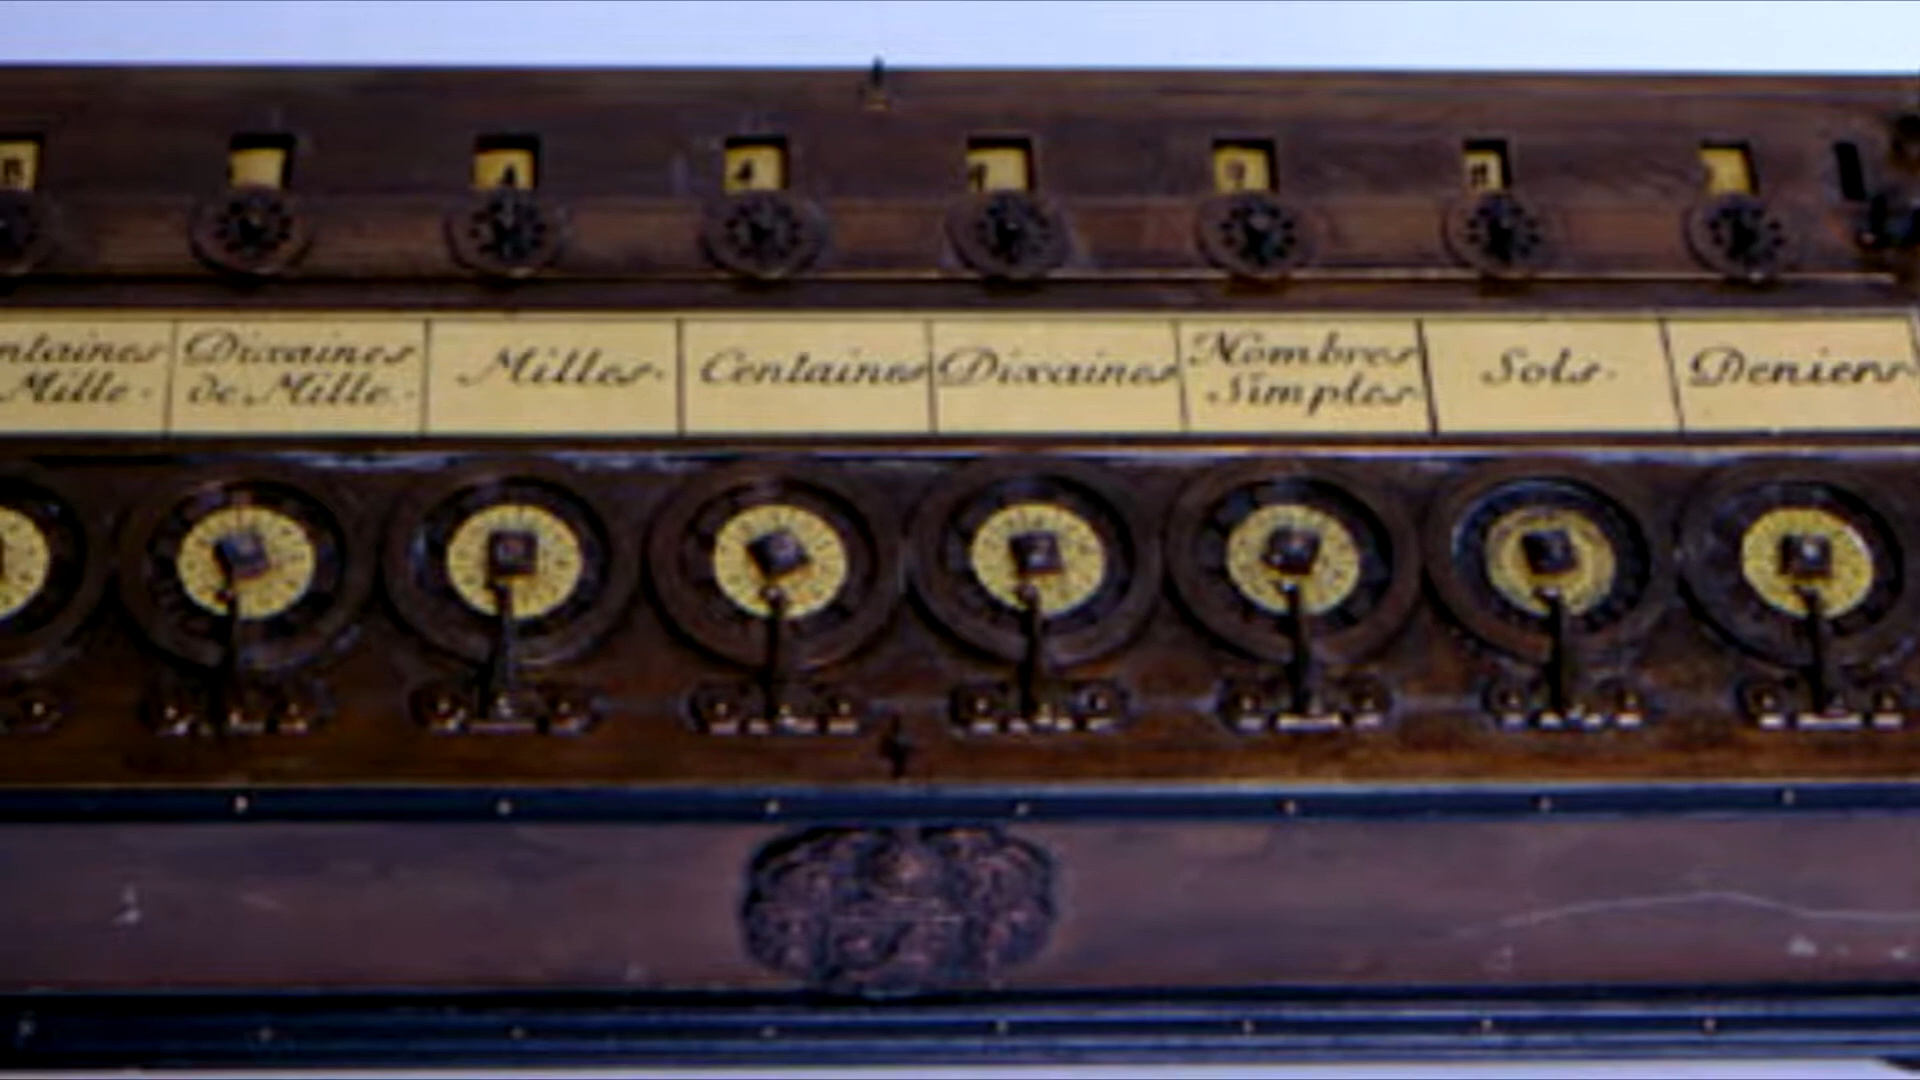 ntaines
Mille.
Dixaines
de Mille.
Milles.
Centaines
Dixaines
Nombres
Simples.
Sols.
Deniers